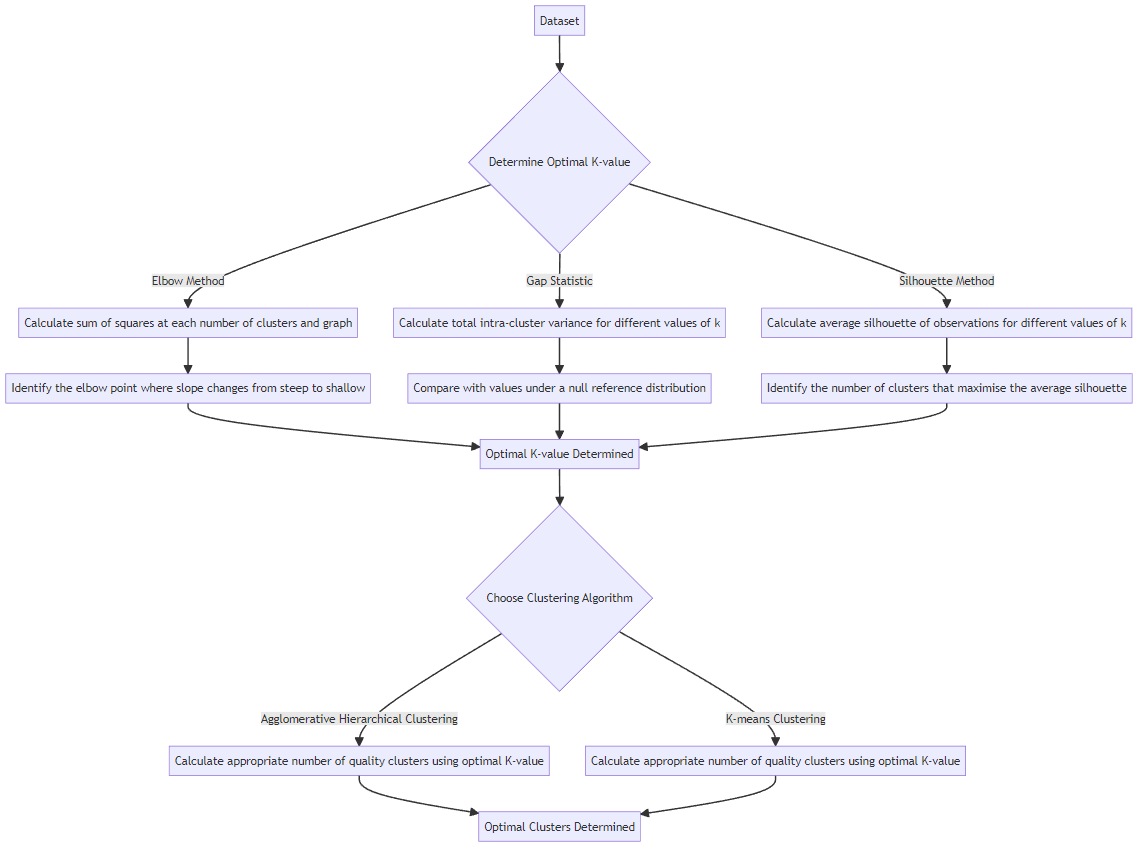 Dataset
Determine Optimal K-value
Elbow Method
Gap Statistic
Silhouette Method
Calculate sum of squares at each number of clusters and graph
Calculate total intra-cluster variance for different values of k
Calculate average silhouette of observations for different values of k
Identify the elbow point where slope changes from steep to shallow
Compare with values under a null reference distribution
Identify the number of clusters that maximise the average silhouette
Optimal K-value Determined
Choose Clustering Algorithm
Agglomerative Hierarchical Clustering
K-means Clustering
Calculate appropriate number of quality clusters using optimal K-value
Calculate appropriate number of quality clusters using optimal K-value
Optimal Clusters Determined